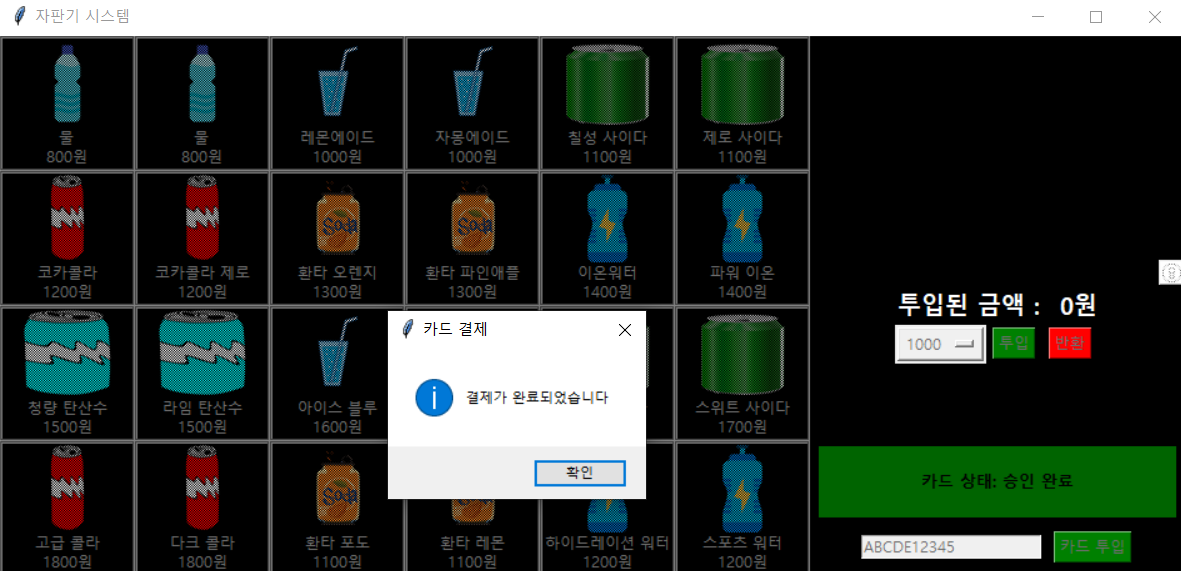 자판기 시스템
물
800원
물
800원
레몬에이드
1000원
자몽에이드
1000원
칠성 사이다
1100원
제로 사이다
1100원
코카콜라
1200원
코카콜라 제로
1200원
Soda
환타 오렌지
1300원
Soda
환타 파인애플
1300원
이온워터
1400원
파워 이온
1400원
투입된 금액 : 0원
1000
투입
반환
청량 탄산수
1500원
라임 탄산수
1500원
아이스 블루
1600원
스위트 사이다
1700원
카드 결제
결제가 완료되었습니다
확인
고급 콜라
1800원
다크 콜라
1800원
Soda
환타 포도
1100원
환타 레몬
1100원
하이드레이션 워터
1200원
스포츠 워터
1200원
카드 상태: 승인 완료
ABCDE12345
카드 투입